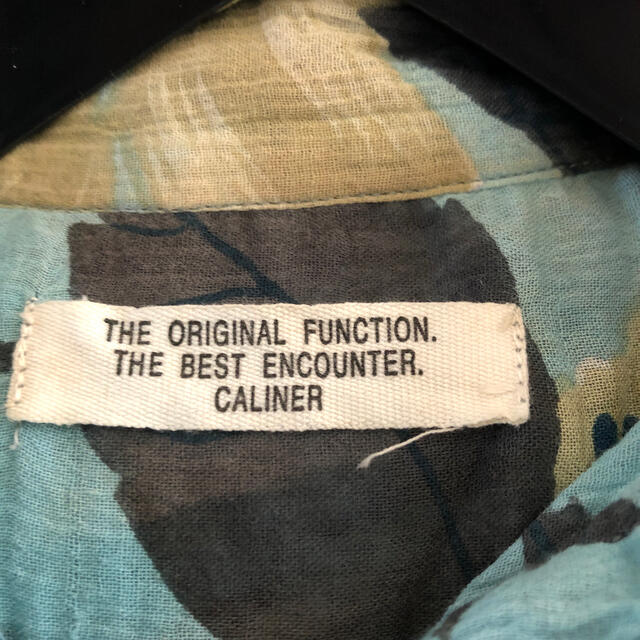 THE ORIGINAL FUNCTION.
THE BEST ENCOUNTER.
CALINER